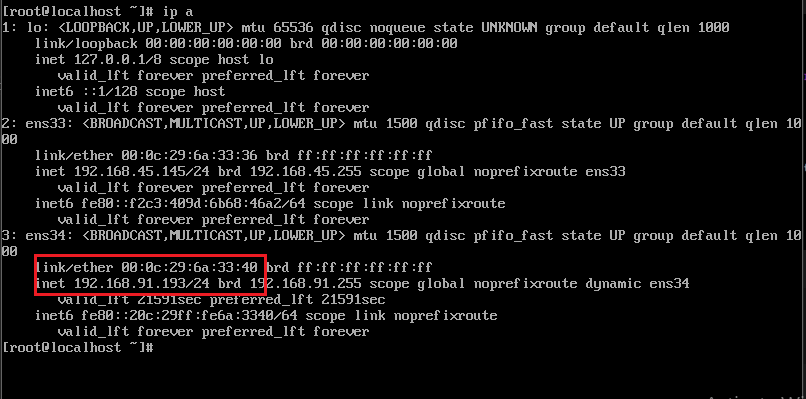 [root@localhost ~]# ip a
1: lo: <LOOPBACK,UP,LOWER_UP> mtu 65536 qdisc noqueue state UNKNOWN group default qlen 1000
    link/loopback 00:00:00:00:00:00 brd 00:00:00:00:00:00
    inet 127.0.0.1/8 scope host lo
       valid_lft forever preferred_lft forever
    inet6 ::1/128 scope host
       valid_lft forever preferred_lft forever
2: ens33: <BROADCAST,MULTICAST,UP,LOWER_UP> mtu 1500 qdisc pfifo_fast state UP group default qlen 10
00
    link/ether 00:0c:29:6a:33:36 brd ff:ff:ff:ff:ff:ff
    inet 192.168.45.145/24 brd 192.168.45.255 scope global noprefixroute ens33
       valid_lft forever preferred_lft forever
    inet6 fe80::f2c3:409d:6b68:46a2/64 scope link noprefixroute
       valid_lft forever preferred_lft forever
3: ens34: <BROADCAST,MULTICAST,UP,LOWER_UP> mtu 1500 qdisc pfifo_fast state UP group default qlen 10
00
    link/ether 00:0c:29:6a:33:40 brd ff:ff:ff:ff:ff:ff
    inet 192.168.91.193/24 brd 192.168.91.255 scope global noprefixroute dynamic ens34
       valid_lft 21591sec preferred_lft 21591sec
    inet6 fe80::20c:29ff:fe6a:3340/64 scope link noprefixroute
       valid_lft forever preferred_lft forever
[root@localhost ~]#